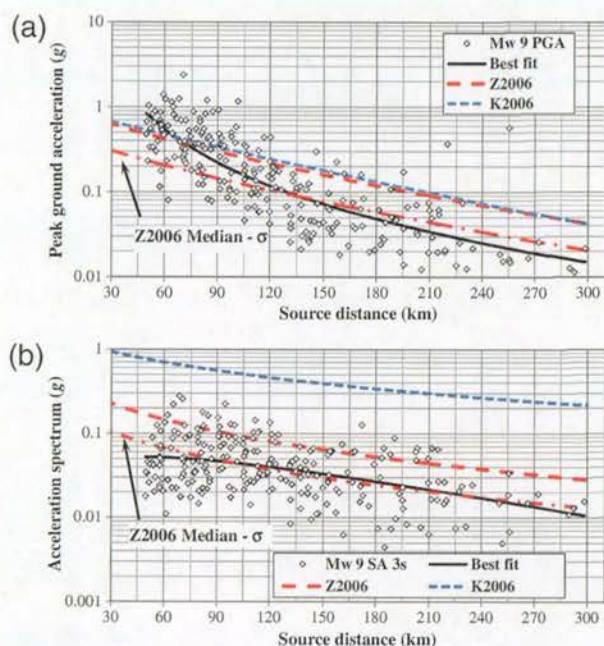 (a)
10
1
0.1
0.01
Peak ground acceleration (g)
Mw 9 PGA
Best fit
Z2006
K2006
Z2006 Median - σ
30 60 90 120 150 180 210 240 270 300
Source distance (km)
(b)
1
0.1
0.01
0.001
Acceleration spectrum (g)
Z2006 Median - σ
Mw 9 SA 3s
Best fit
Z2006
K2006
30 60 90 120 150 180 210 240 270 300
Source distance (km)